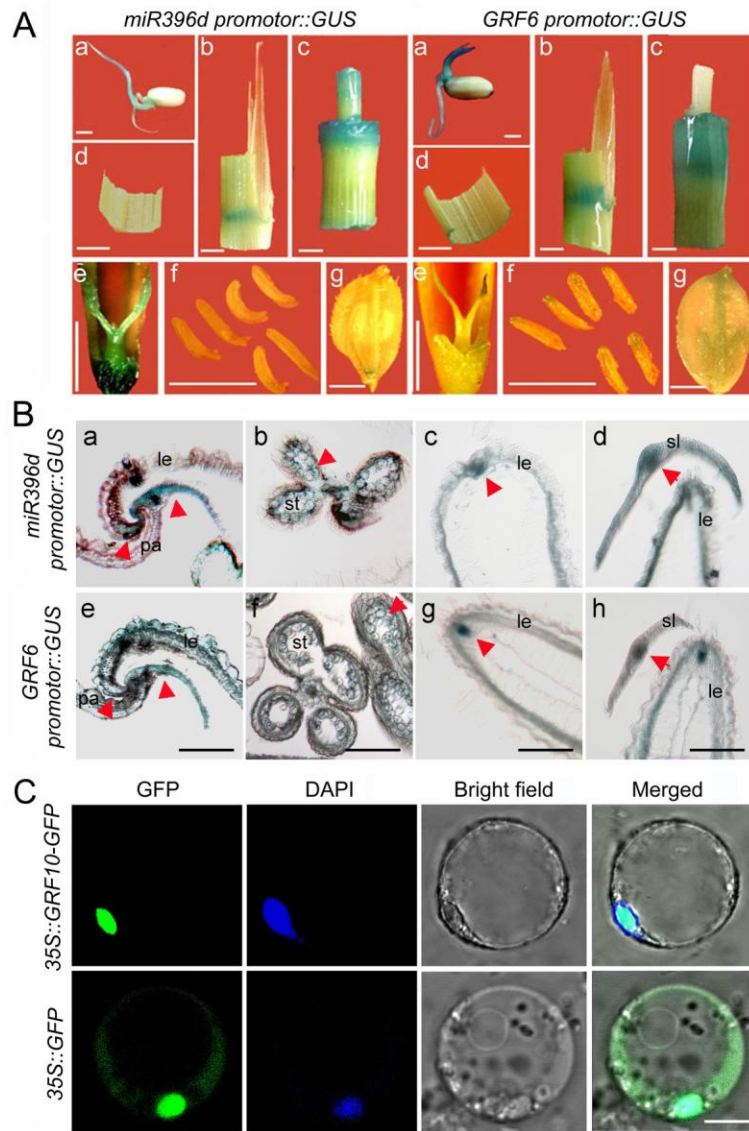 A
miR396d promotor::GUS
GRF6 promotor::GUS
a b c a b c
d d
e f g e f g
B
miR396d
promotor::GUS
a b c d
le sl
st le
pa
GRF6
promotor::GUS
e f g h
le st le sl
pa le
C
GFP DAPI Bright field Merged
35S::GRF10-GFP
35S::GFP